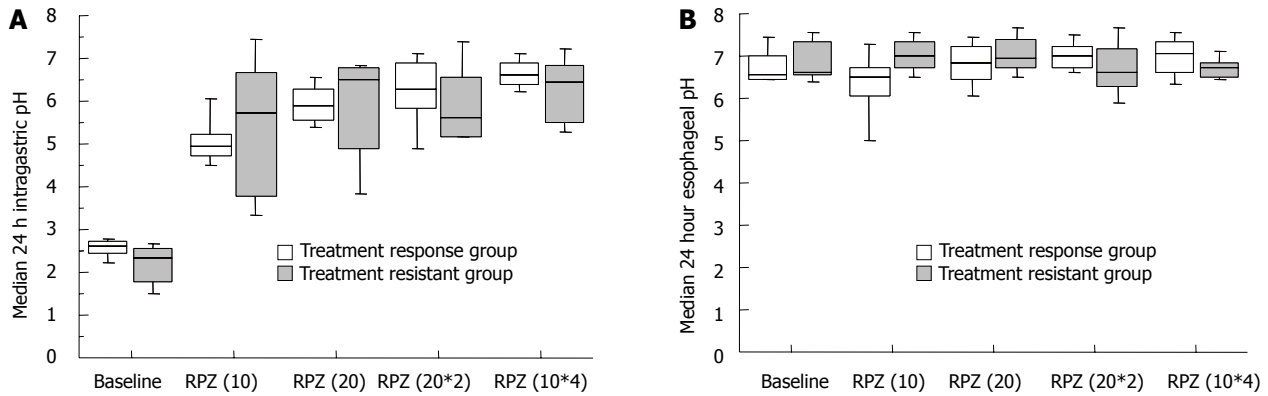 A
Median 24 h intragastric pH
8
7
6
5
4
3
2
1
0
Treatment response group
Treatment resistant group
Baseline RPZ (10) RPZ (20) RPZ (20*2) RPZ (10*4)
B
Median 24 hour esophageal pH
8
7
6
5
4
3
2
1
0
Treatment response group
Treatment resistant group
Baseline RPZ (10) RPZ (20) RPZ (20*2) RPZ (10*4)